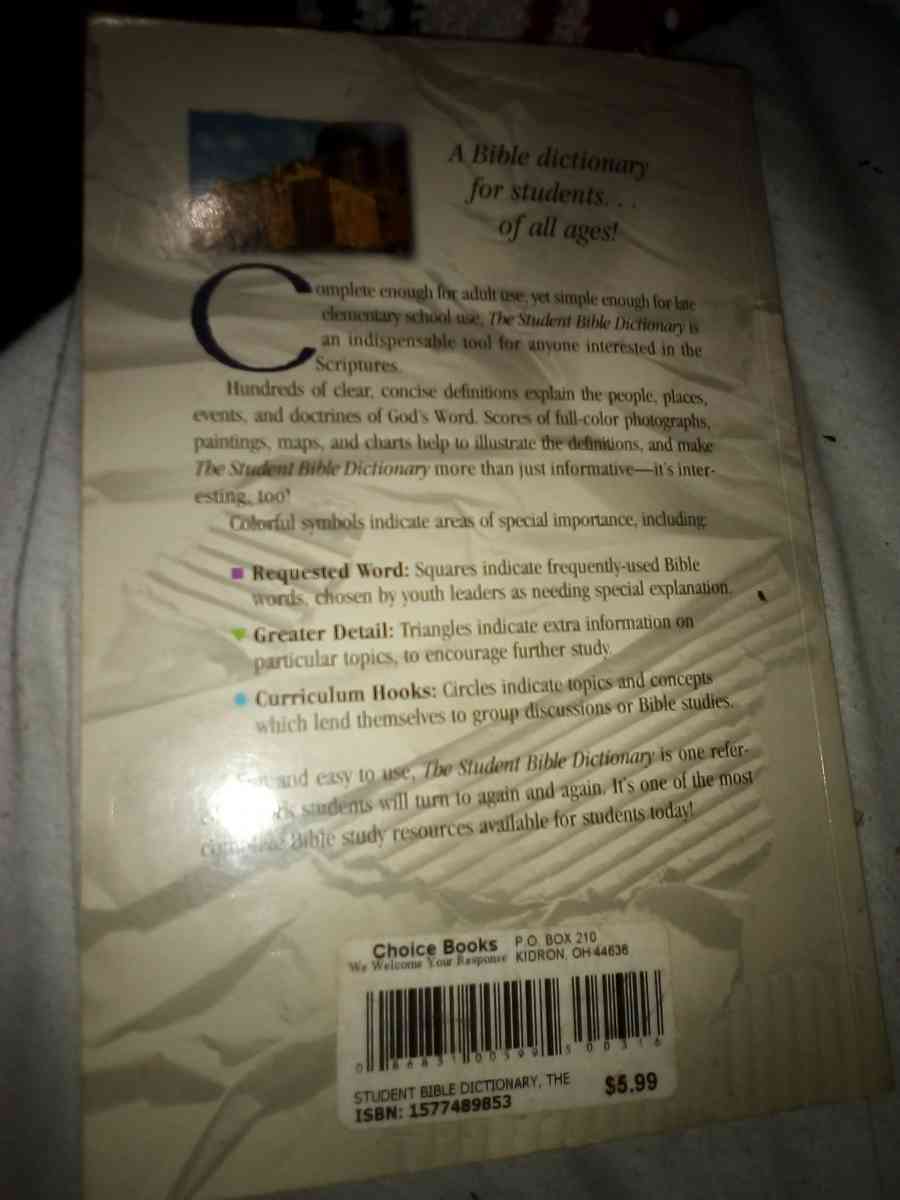 A Bible dictionary
for students. . .
of all ages!
Complete enough for adult use, yet simple enough for late
elementary school use, The Student Bible Dictionary is
an indispensable tool for anyone interested in the
Scriptures.
Hundreds of clear, concise definitions explain the people, places,
events, and doctrines of God's Word. Scores of full-color photographs,
paintings, maps, and charts help to illustrate the definitions, and make
The Student Bible Dictionary more than just informative—it's inter-
esting, too!
Colorful symbols indicate areas of special importance, including:
Requested Word: Squares indicate frequently-used Bible
words, chosen by youth leaders as needing special explanation.
Greater Detail: Triangles indicate extra information on
particular topics, to encourage further study.
Curriculum Hooks: Circles indicate topics and concepts
which lend themselves to group discussions or Bible studies.
and easy to use, The Student Bible Dictionary is one refer-
students will turn to again and again. It's one of the most
complete Bible study resources available for students today!
Choice Books P.O. BOX 210
We Welcome Your Response KIDRON, OH 44636
STUDENT BIBLE DICTIONARY, THE
$5.99
ISBN: 1577489853